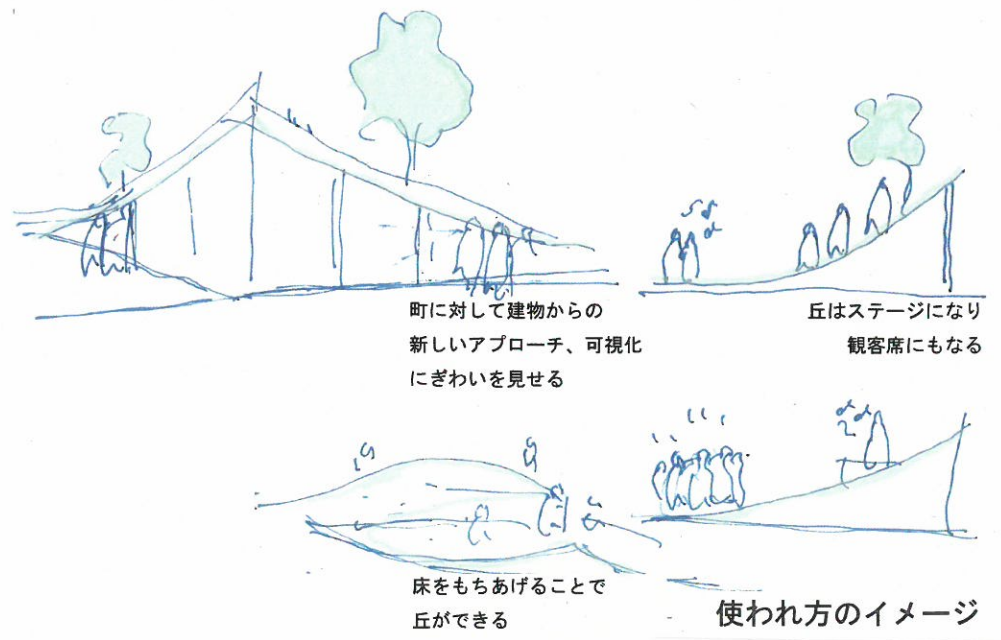 町に対して建物からの
新しいアプローチ、可視化
にぎわいを見せる
丘はステージになり
観客席にもなる
床をもちあげることで
丘ができる
使われ方のイメージ